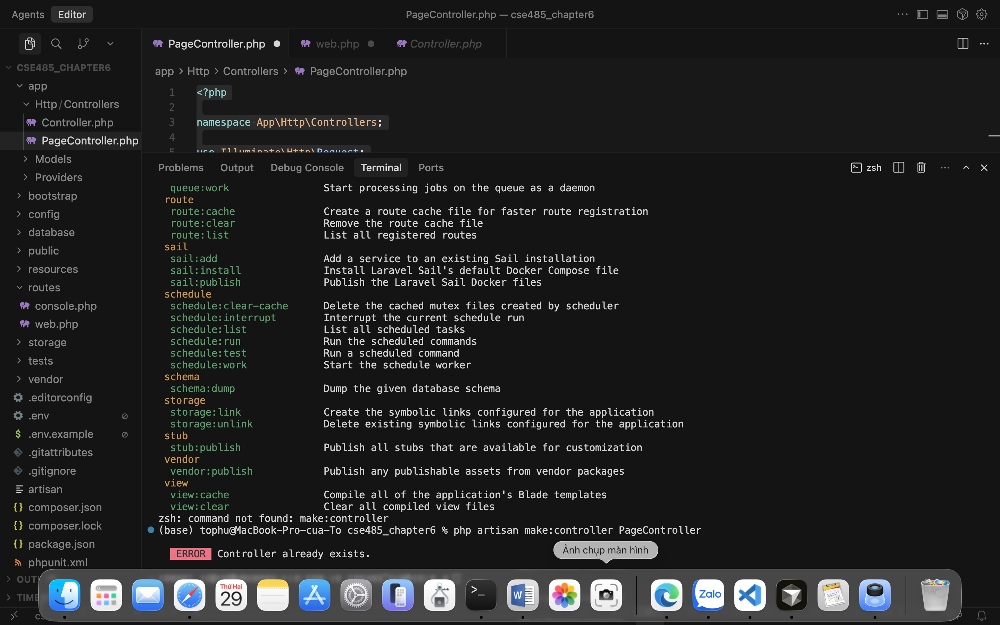 Agents Editor PageController.php — cse485_chapter6
CSE485_CHAPTER6
app
Http/Controllers
Controller.php
PageController.php
Models
Providers
bootstrap
config
database
public
resources
routes
console.php
web.php
storage
tests
vendor
.editorconfig
.env
.env.example
.gitattributes
.gitignore
artisan
composer.json
composer.lock
package.json
phpunit.xml
PageController.php web.php Controller.php
app > Http > Controllers > PageController.php
1 <?php
2
3 namespace App\Http\Controllers;
4
5 use Illuminate\Http\Request;
Problems Output Debug Console Terminal Ports zsh
queue:work Start processing jobs on the queue as a daemon
route
route:cache Create a route cache file for faster route registration
route:clear Remove the route cache file
route:list List all registered routes
sail
sail:add Add a service to an existing Sail installation
sail:install Install Laravel Sail's default Docker Compose file
sail:publish Publish the Laravel Sail Docker files
schedule
schedule:clear-cache Delete the cached mutex files created by scheduler
schedule:interrupt Interrupt the current schedule run
schedule:list List all scheduled tasks
schedule:run Run the scheduled commands
schedule:test Run a scheduled command
schedule:work Start the schedule worker
schema
schema:dump Dump the given database schema
storage
storage:link Create the symbolic links configured for the application
storage:unlink Delete existing symbolic links configured for the application
stub
stub:publish Publish all stubs that are available for customization
vendor
vendor:publish Publish any publishable assets from vendor packages
view
view:cache Compile all of the application's Blade templates
view:clear Clear all compiled view files
zsh: command not found: make:controller
(base) tophu@MacBook-Pro-cua-To cse485_chapter6 % php artisan make:controller PageController
ERROR Controller already exists.
Ảnh chụp màn hình
Thứ Hai
29
W
Zalo